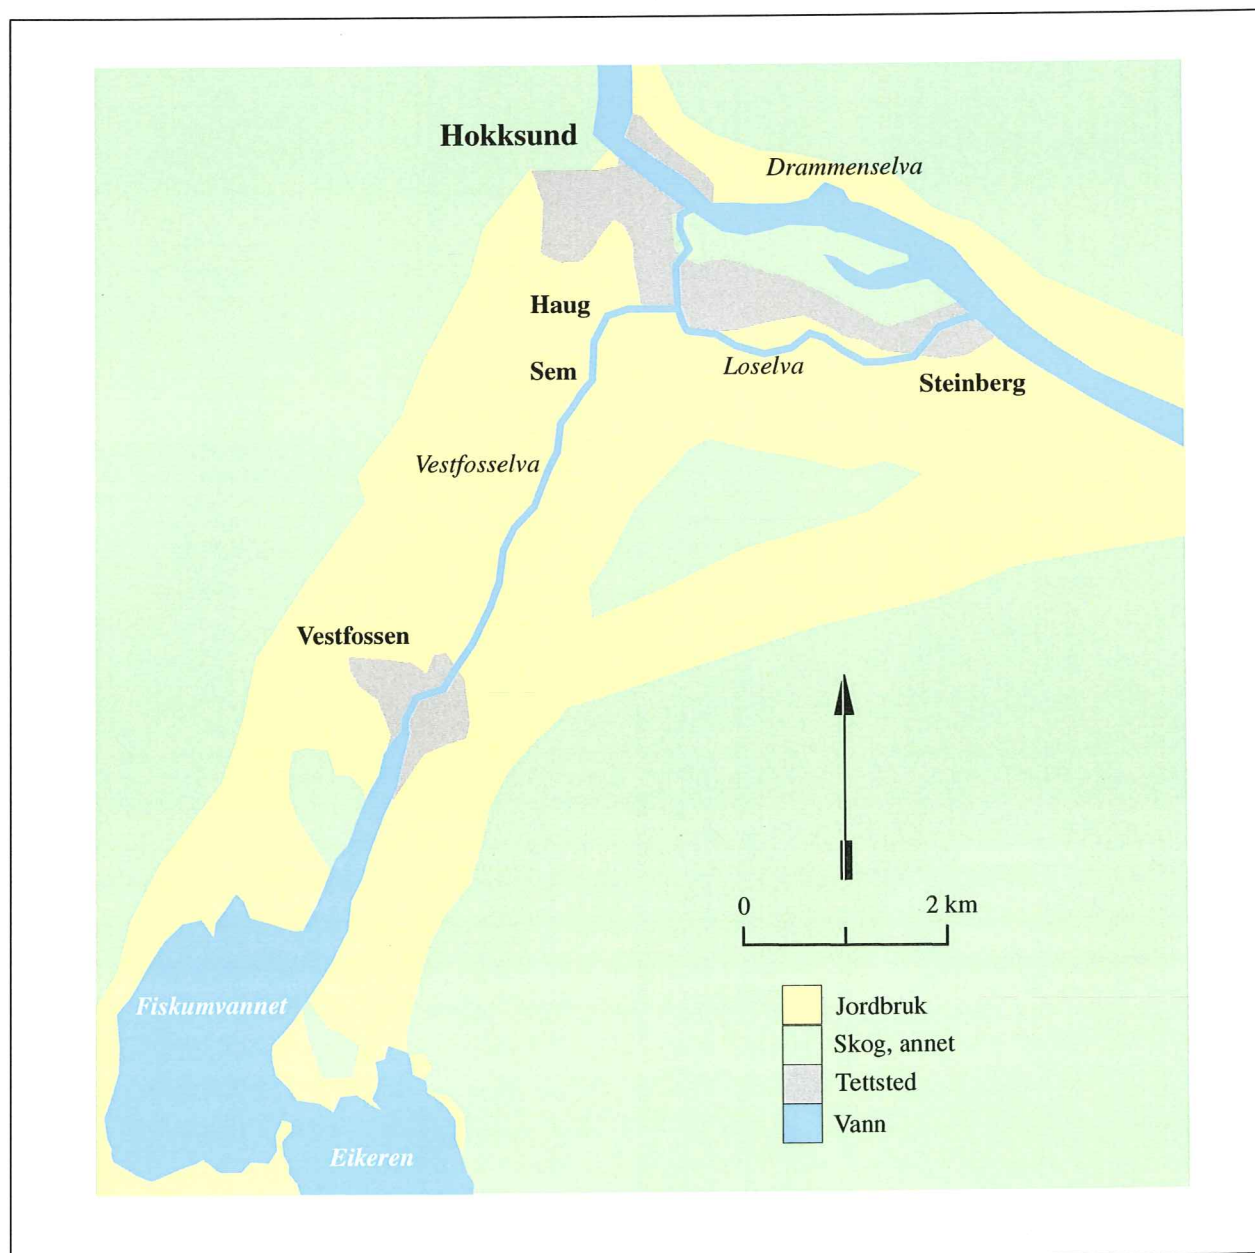 Hokksund
Drammenselva
Haug
Sem
Loselva
Steinberg
Vestfosselva
Vestfossen
0 2 km
Fiskumvannet
Jordbruk
Skog, annet
Tettsted
Vann
Eikeren